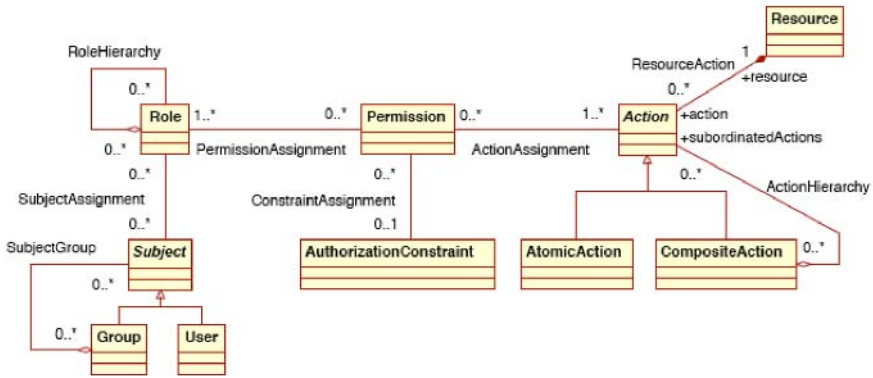 Resource
RoleHierarchy
1
ResourceAction
+resource
0..*
0..*
Role
1..*
0..*
Permission
0..*
1..*
Action
+action
+subordinatedActions
0..*
PermissionAssignment
ActionAssignment
0..*
0..*
0..*
ActionHierarchy
SubjectAssignment
ConstraintAssignment
0..*
0..1
SubjectGroup
Subject
AuthorizationConstraint
AtomicAction
CompositeAction
0..*
0..*
0..*
Group
User